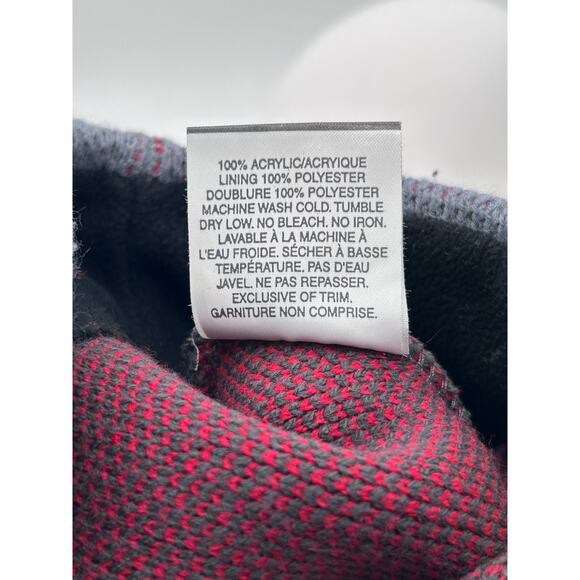 100% ACRYLIC/ACRYIQUE
LINING 100% POLYESTER
DOUBLURE 100% POLYESTER
MACHINE WASH COLD. TUMBLE
DRY LOW. NO BLEACH. NO IRON.
LAVABLE À LA MACHINE À
L'EAU FROIDE. SÉCHER À BASSE
TEMPÉRATURE. PAS D'EAU
JAVEL. NE PAS REPASSER.
EXCLUSIVE OF TRIM.
GARNITURE NON COMPRISE.